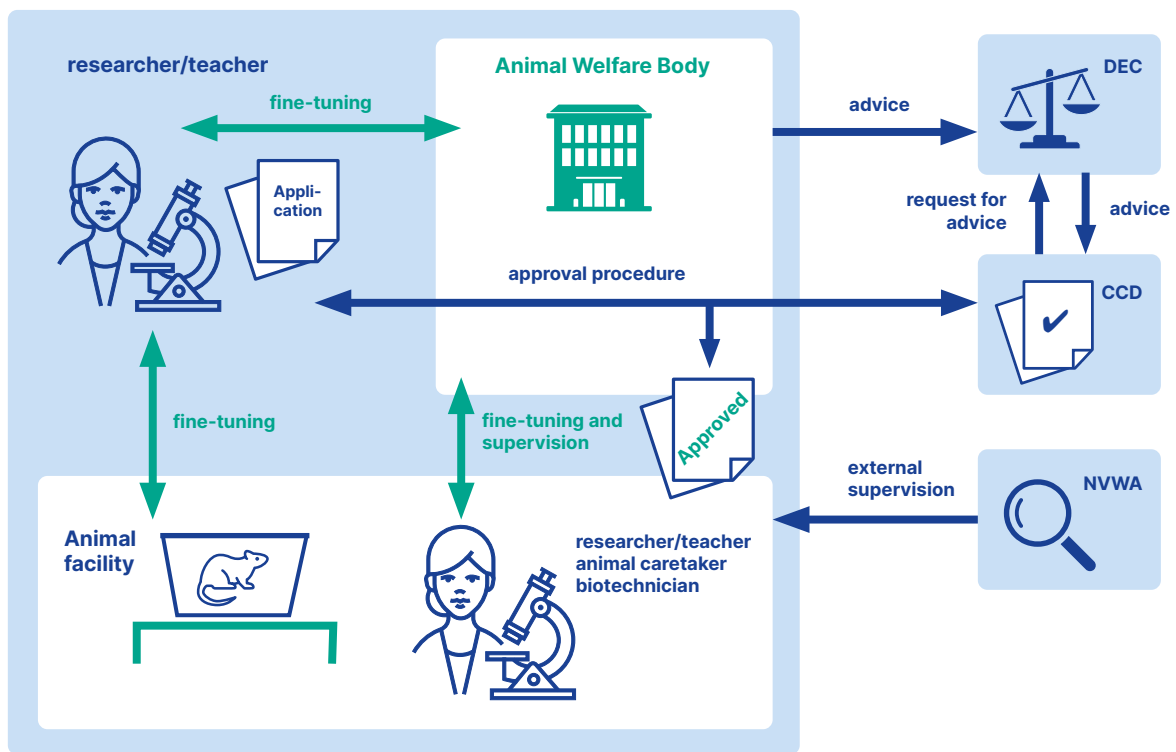 researcher/teacher
Animal Welfare Body
DEC
fine-tuning
advice
Appli-
cation
request for
advice
advice
approval procedure
CCD
Approved
fine-tuning
fine-tuning and
supervision
external
supervision
NVWA
Animal
facility
researcher/teacher
animal caretaker
biotechnician